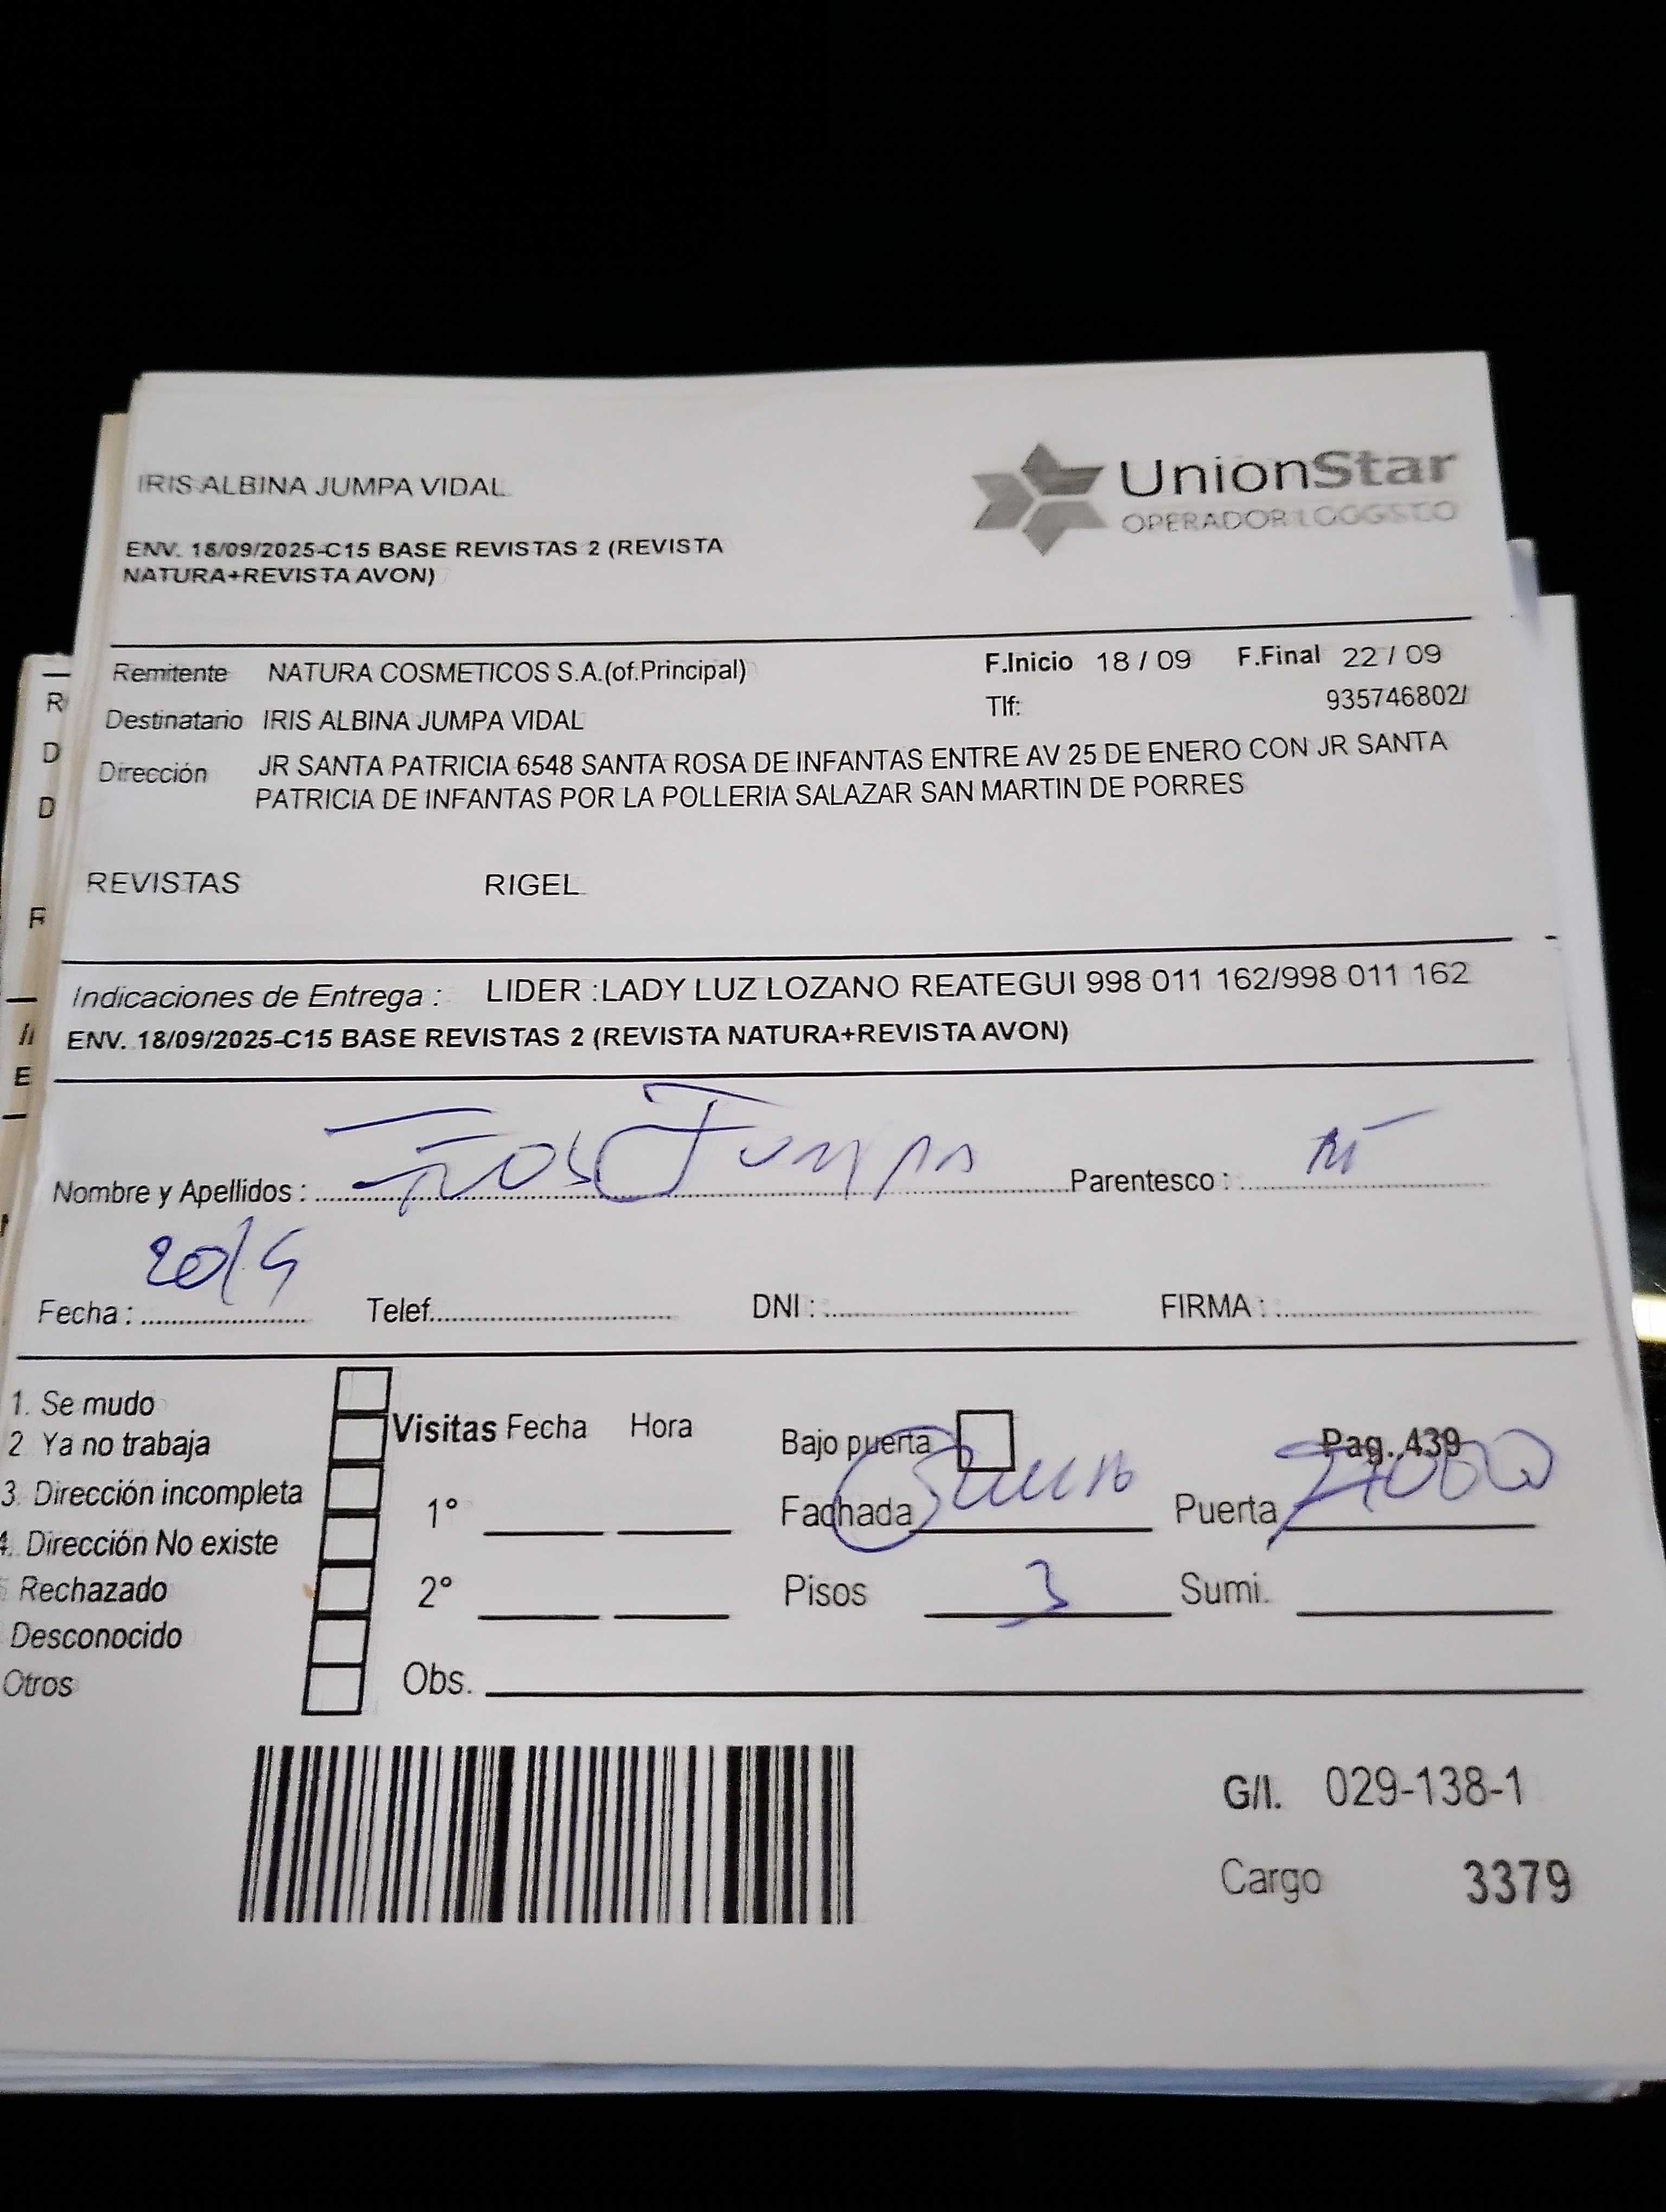 IRIS ALBINA JUMPA VIDAL
UnionStar
OPERADOR LOGGSTCO
ENV. 18/09/2025-C15 BASE REVISTAS 2 (REVISTA
NATURA+REVISTA AVON)
Remitente NATURA COSMETICOS S.A.(of.Principal) F.Inicio 18 / 09 F.Final 22 / 09
Destinatario IRIS ALBINA JUMPA VIDAL Tlf: 935746802/
Dirección JR SANTA PATRICIA 6548 SANTA ROSA DE INFANTAS ENTRE AV 25 DE ENERO CON JR SANTA
PATRICIA DE INFANTAS POR LA POLLERIA SALAZAR SAN MARTIN DE PORRES
REVISTAS RIGEL
Indicaciones de Entrega : LIDER :LADY LUZ LOZANO REATEGUI 998 011 162/998 011 162
ENV. 18/09/2025-C15 BASE REVISTAS 2 (REVISTA NATURA+REVISTA AVON)
Nombre y Apellidos : Jumpa Parentesco :
Fecha : 20/9 Telef. DNI : FIRMA :
1. Se mudo
2 Ya no trabaja
3. Dirección incompleta
4. Dirección No existe
Rechazado
Desconocido
Otros
Visitas Fecha Hora
1°
2°
Obs.
Bajo puerta Pag..439
Fachada Puerta
Pisos 3 Sumi.
G/I. 029-138-1
Cargo 3379
R
D
D
R
E